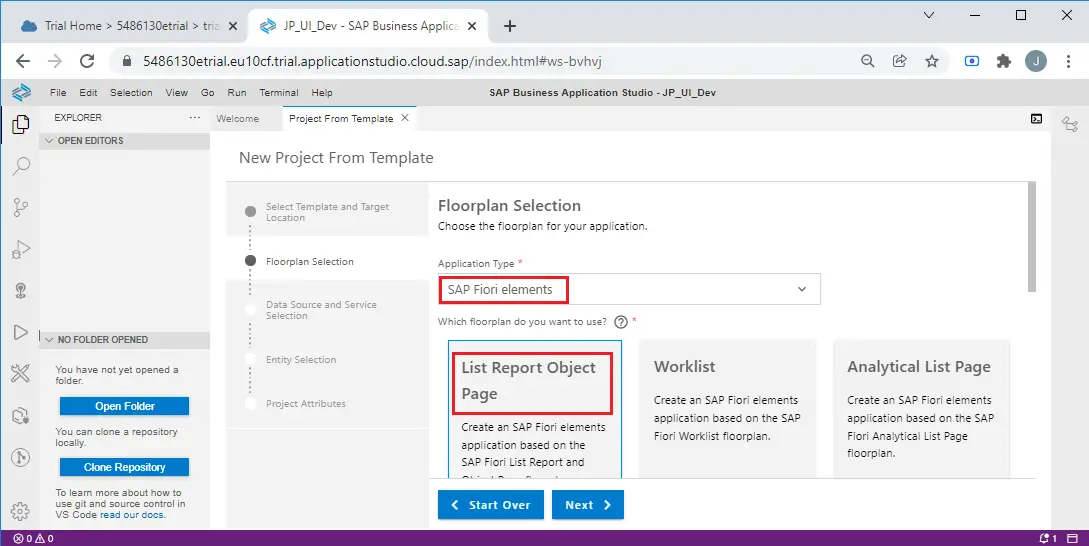 Trial Home > 5486130etrial > tria
JP_UI_Dev - SAP Business Applica
5486130etrial.eu10cf.trial.applicationstudio.cloud.sap/index.html#ws-bvhvj
J
File Edit Selection View Go Run Terminal Help
SAP Business Application Studio - JP_UI_Dev
EXPLORER
Welcome
Project From Template
OPEN EDITORS
New Project From Template
Select Template and Target
Location
Floorplan Selection
Data Source and Service
Selection
Entity Selection
Project Attributes
Floorplan Selection
Choose the floorplan for your application.
Application Type *
SAP Fiori elements
Which floorplan do you want to use? ? *
List Report Object
Page
Create an SAP Fiori elements
application based on the
SAP Fiori List Report and
Worklist
Create an SAP Fiori elements
application based on the SAP
Fiori Worklist floorplan.
Analytical List Page
Create an SAP Fiori elements
application based on the SAP
Fiori Analytical List Page
floorplan.
NO FOLDER OPENED
You have not yet opened a
folder.
Open Folder
You can clone a repository
locally.
Clone Repository
To learn more about how to
use git and source control in
VS Code read our docs.
Start Over
Next
0 0
1